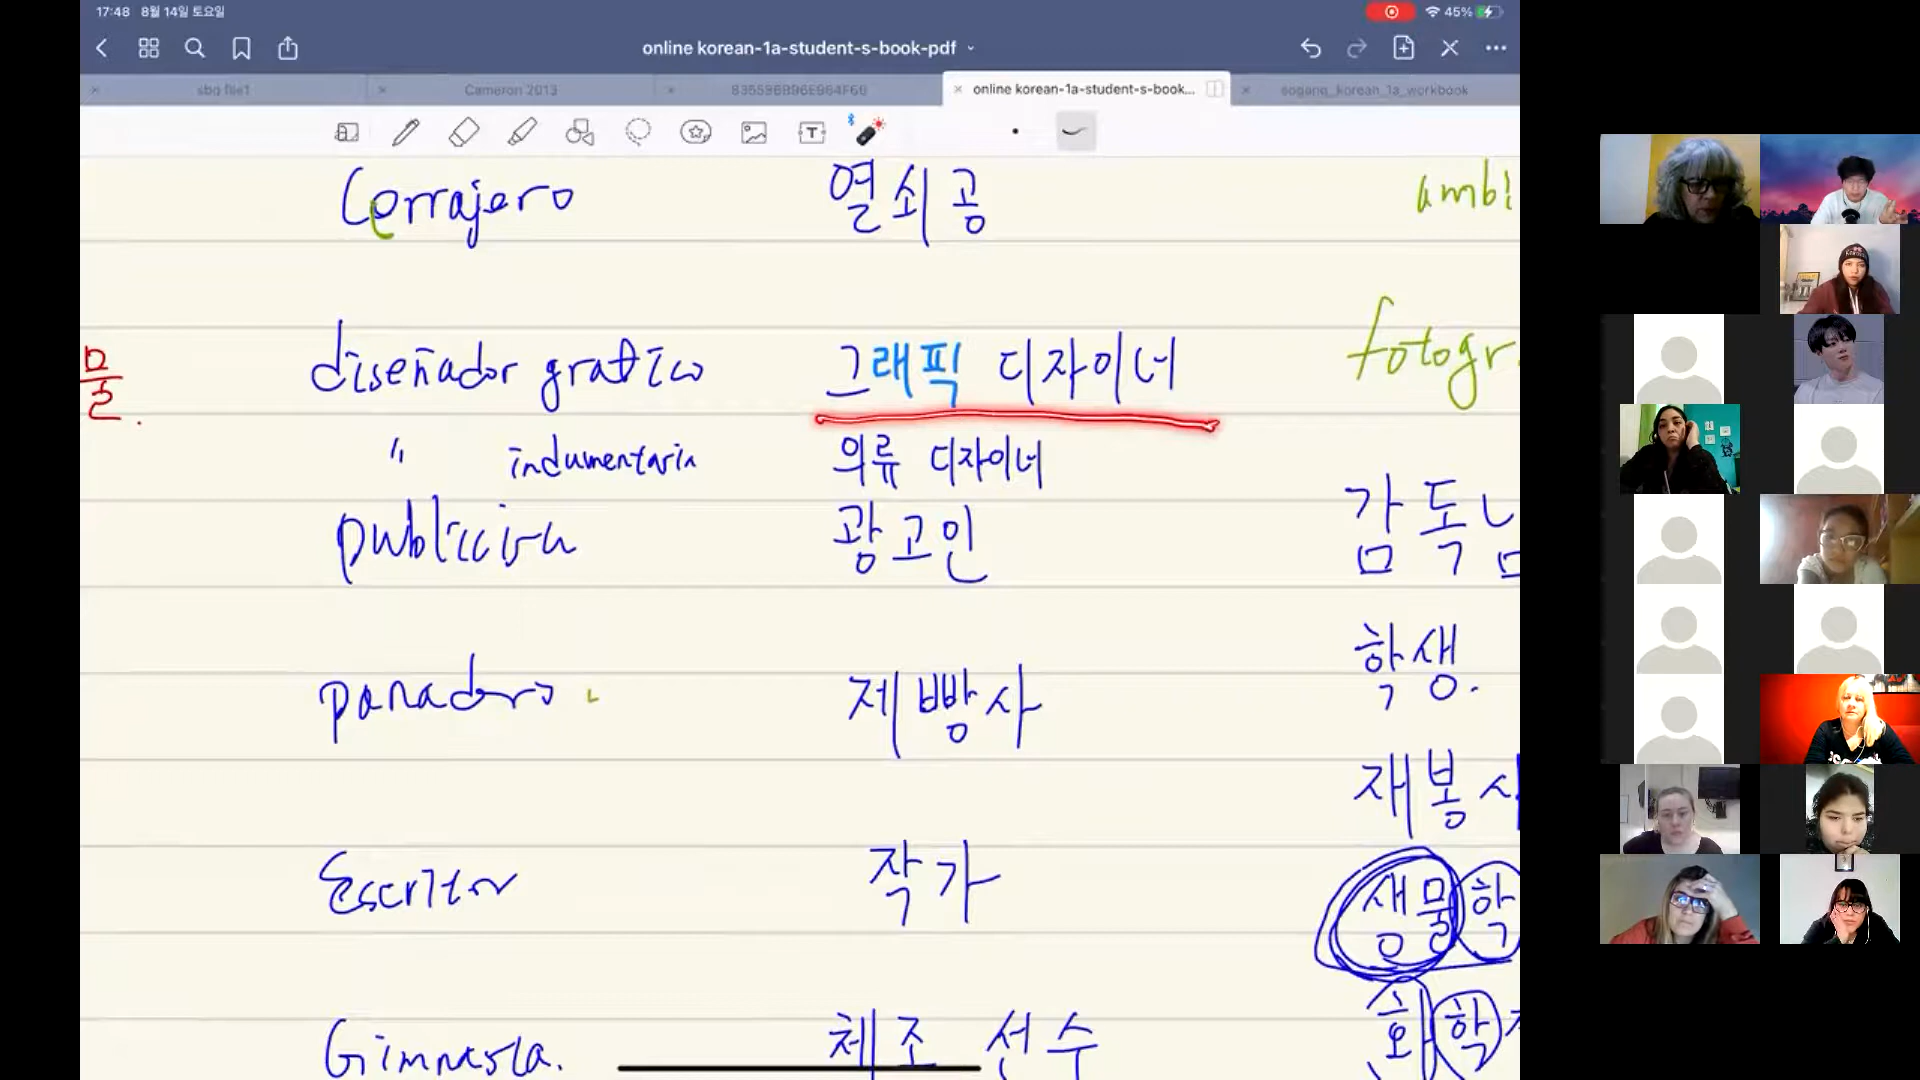 17:48 8월 14일 토요일
45%
online korean-1a-student-s-book-pdf
sbq file1
Cameron 2013
online korean-1a-student-s-book...
sogang_korean_1a_workbook
Cerrajero 열쇠공
diseñador grafico 그래픽 디자이너
물.
" indumentaria 의류 디자이너
광고인
감독님
학생.
panadero 제빵사
재봉사
Escritor 작가
생물학
화학
Gimnasta. 체조 선수